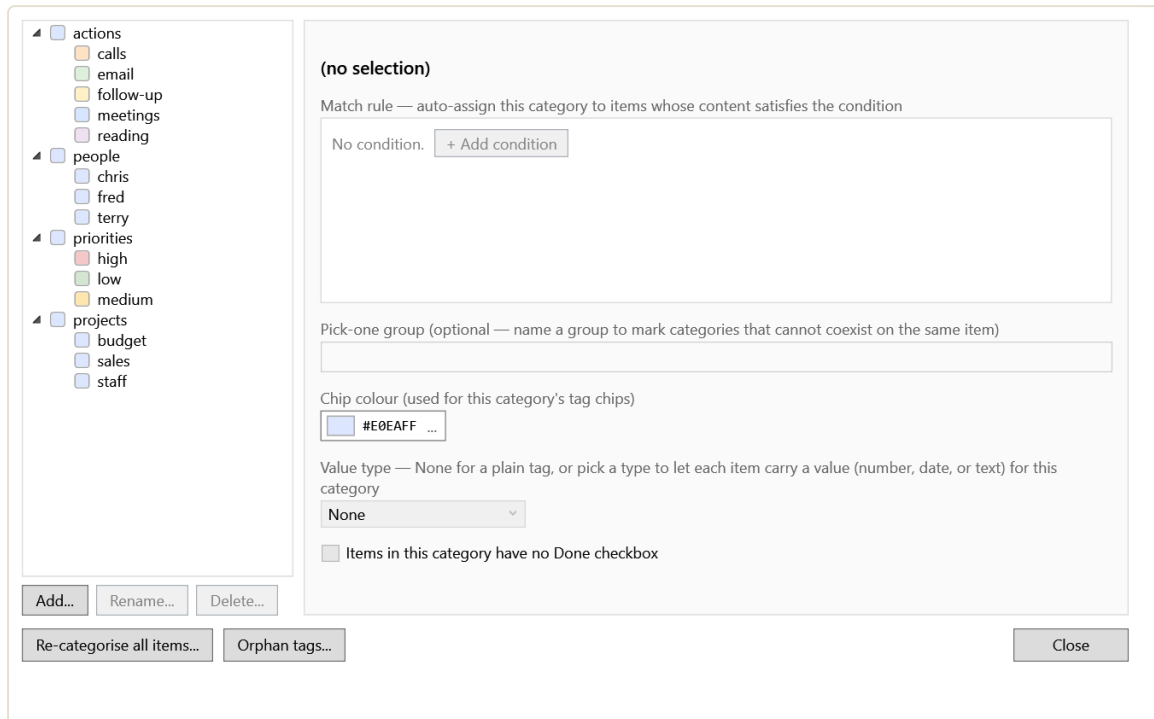 actions
calls
email
follow-up
meetings
reading
people
chris
fred
terry
priorities
high
low
medium
projects
budget
sales
staff
Add...
Rename...
Delete...
(no selection)
Match rule — auto-assign this category to items whose content satisfies the condition
No condition. + Add condition
Pick-one group (optional — name a group to mark categories that cannot coexist on the same item)
Chip colour (used for this category's tag chips)
#E0EAFF ...
Value type — None for a plain tag, or pick a type to let each item carry a value (number, date, or text) for this
category
None
Items in this category have no Done checkbox
Re-categorise all items...
Orphan tags...
Close